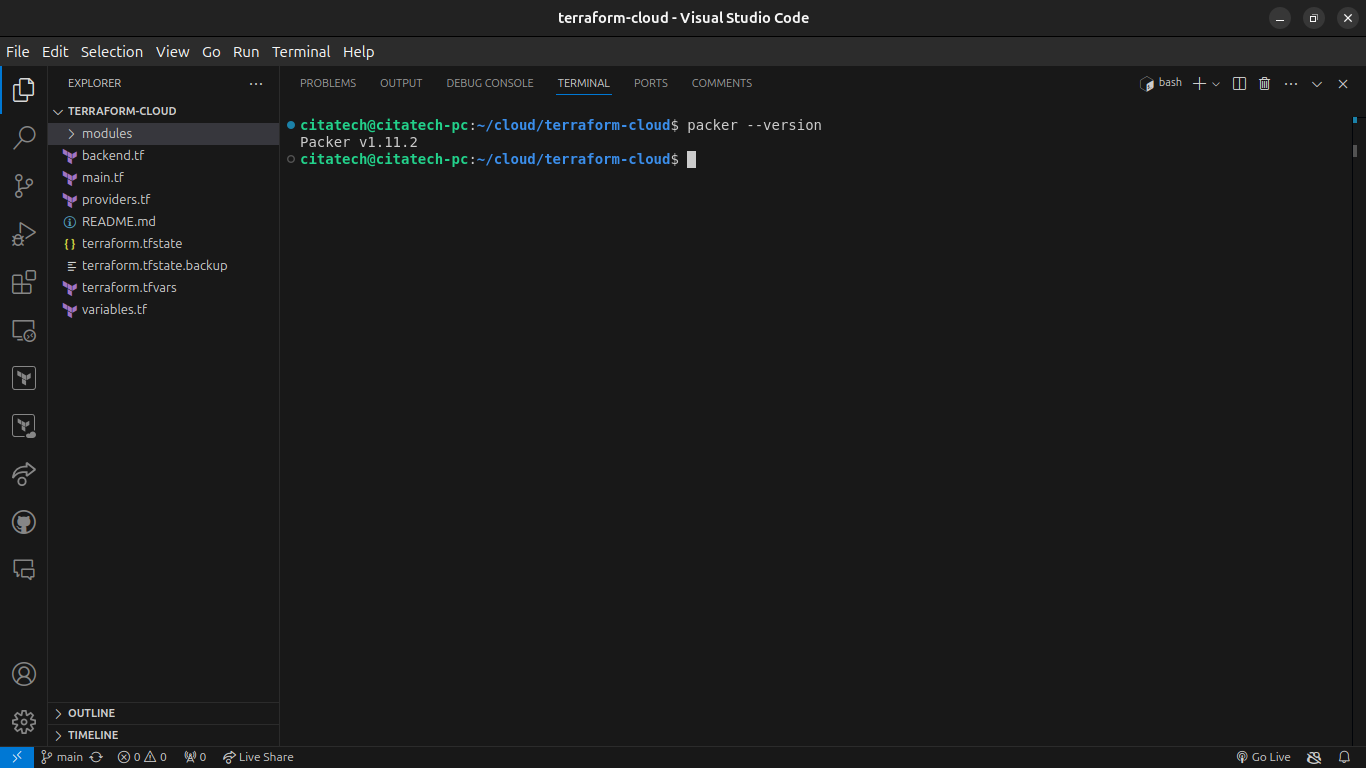 terraform-cloud - Visual Studio Code
File Edit Selection View Go Run Terminal Help
EXPLORER
PROBLEMS OUTPUT DEBUG CONSOLE TERMINAL PORTS COMMENTS
bash
TERRAFORM-CLOUD
modules
backend.tf
main.tf
providers.tf
README.md
terraform.tfstate
terraform.tfstate.backup
terraform.tfvars
variables.tf
citatech@citatech-pc:~/cloud/terraform-cloud$ packer --version
Packer v1.11.2
citatech@citatech-pc:~/cloud/terraform-cloud$
OUTLINE
TIMELINE
main 0 0 0 Live Share Go Live